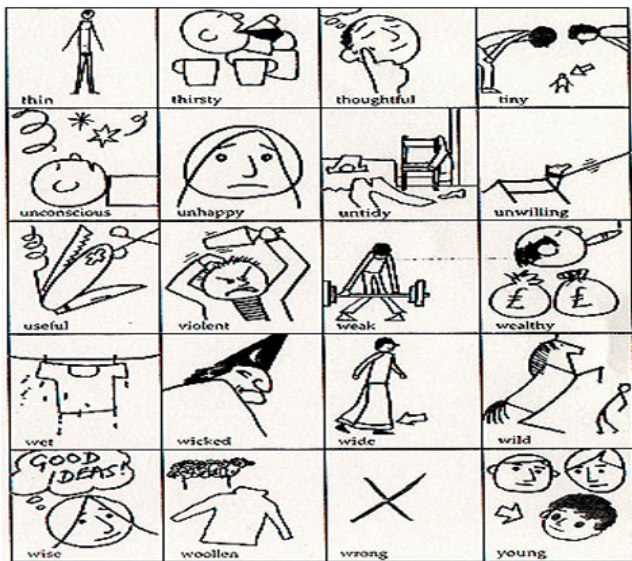 thin thirsty thoughtful tiny
unconscious unhappy untidy unwilling
useful violent weak wealthy
£ £
wet wicked wide wild
GOOD
IDEAS!
wise woollen wrong young